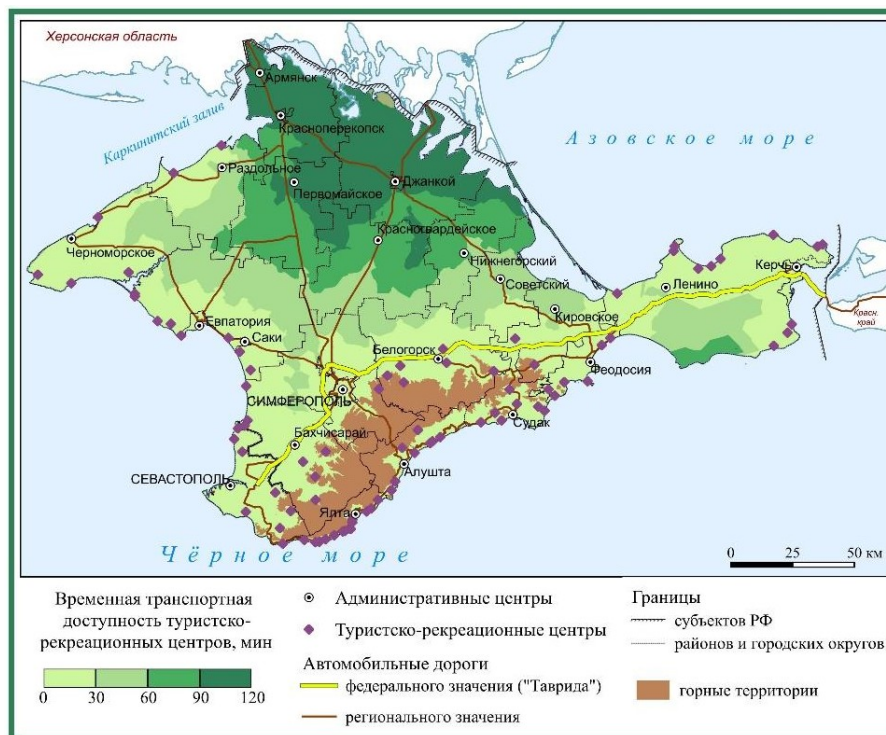 Херсонская область
Армянск
Каркинитский залив
Красноперекопск
Азовское море
Раздольное
Первомайское
Джанкой
Красногвардейское
Черноморское
Нижнегорский
Советский
Керчь
Ленино
Кировское
Красн.
край
Евпатория
Саки
Белогорск
Феодосия
СИМФЕРОПОЛЬ
Судак
Бахчисарай
СЕВАСТОПОЛЬ
Алушта
Ялта
Чёрное море
0 25 50 км
Временная транспортная
доступность туристско-
рекреационных центров, мин
0 30 60 90 120
Административные центры
Туристско-рекреационные центры
Автомобильные дороги
федерального значения ("Таврида")
регионального значения
Границы
субъектов РФ
районов и городских округов
горные территории